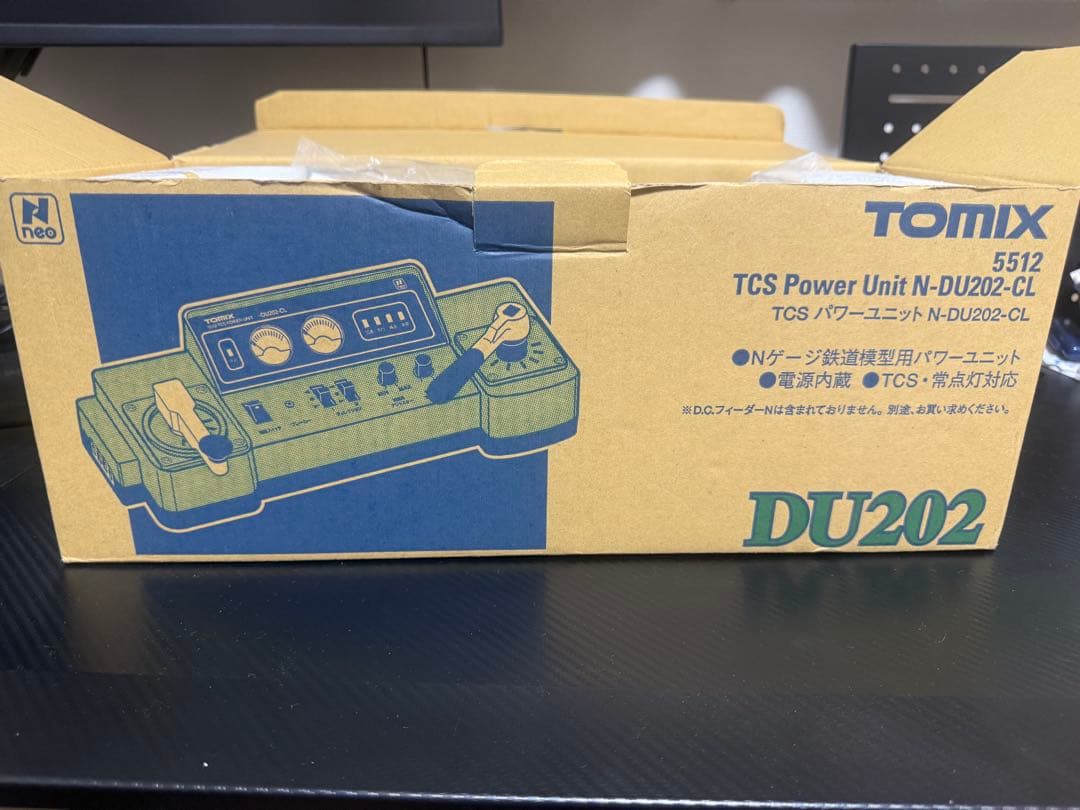 N
neo
TOMIX
5512
TCS Power Unit N-DU202-CL
TCS パワーユニット N-DU202-CL
●Nゲージ鉄道模型用パワーユニット
●電源内蔵 ●TCS・常点灯対応
※D.C.フィーダーNは含まれておりません。別途、お買い求めください。
DU202
TOMIX
N-DU202-CL